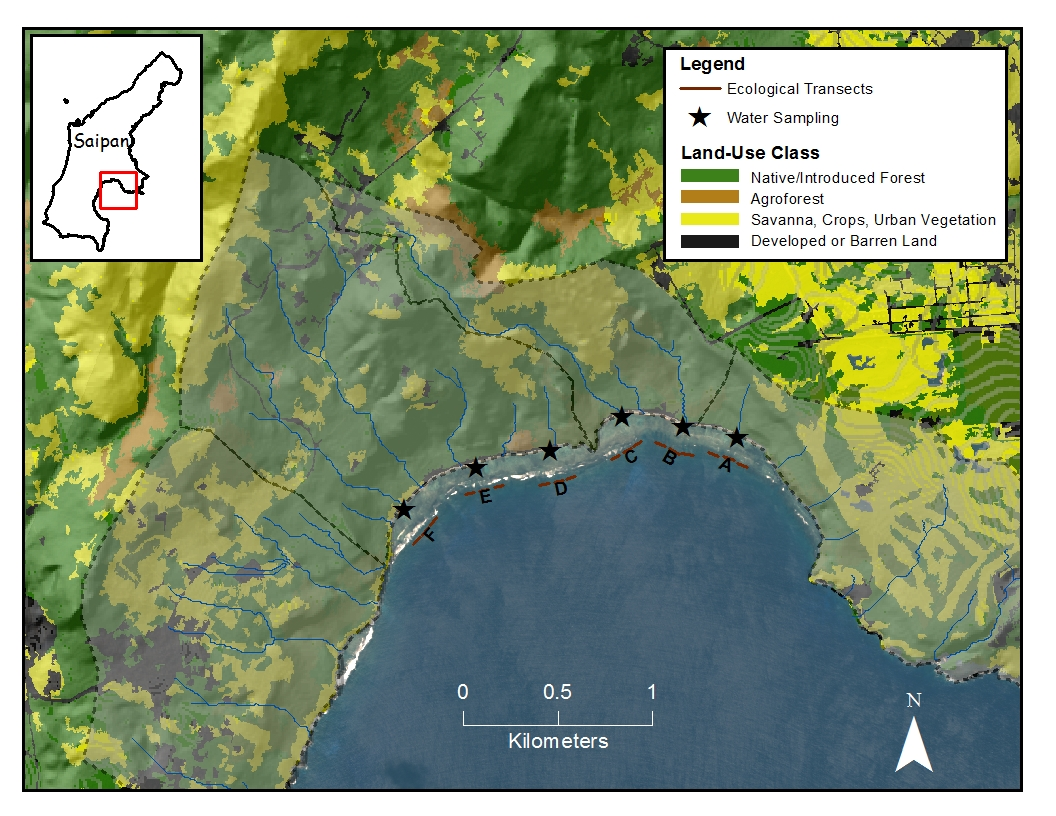 Saipan
Legend
Ecological Transects
Water Sampling
Land-Use Class
Native/Introduced Forest
Agroforest
Savanna, Crops, Urban Vegetation
Developed or Barren Land
C
B
A
E
D
F
0 0.5 1
Kilometers
N